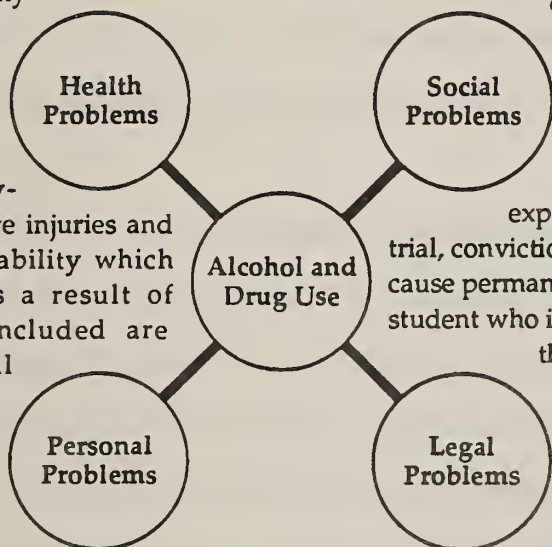 Health
Problems
Social
Problems
re injuries and
ability which
s a result of
ncluded are
Alcohol and
Drug Use
exp
trial, convictio
cause perman
student who i
th
Personal
Problems
Legal
Problems